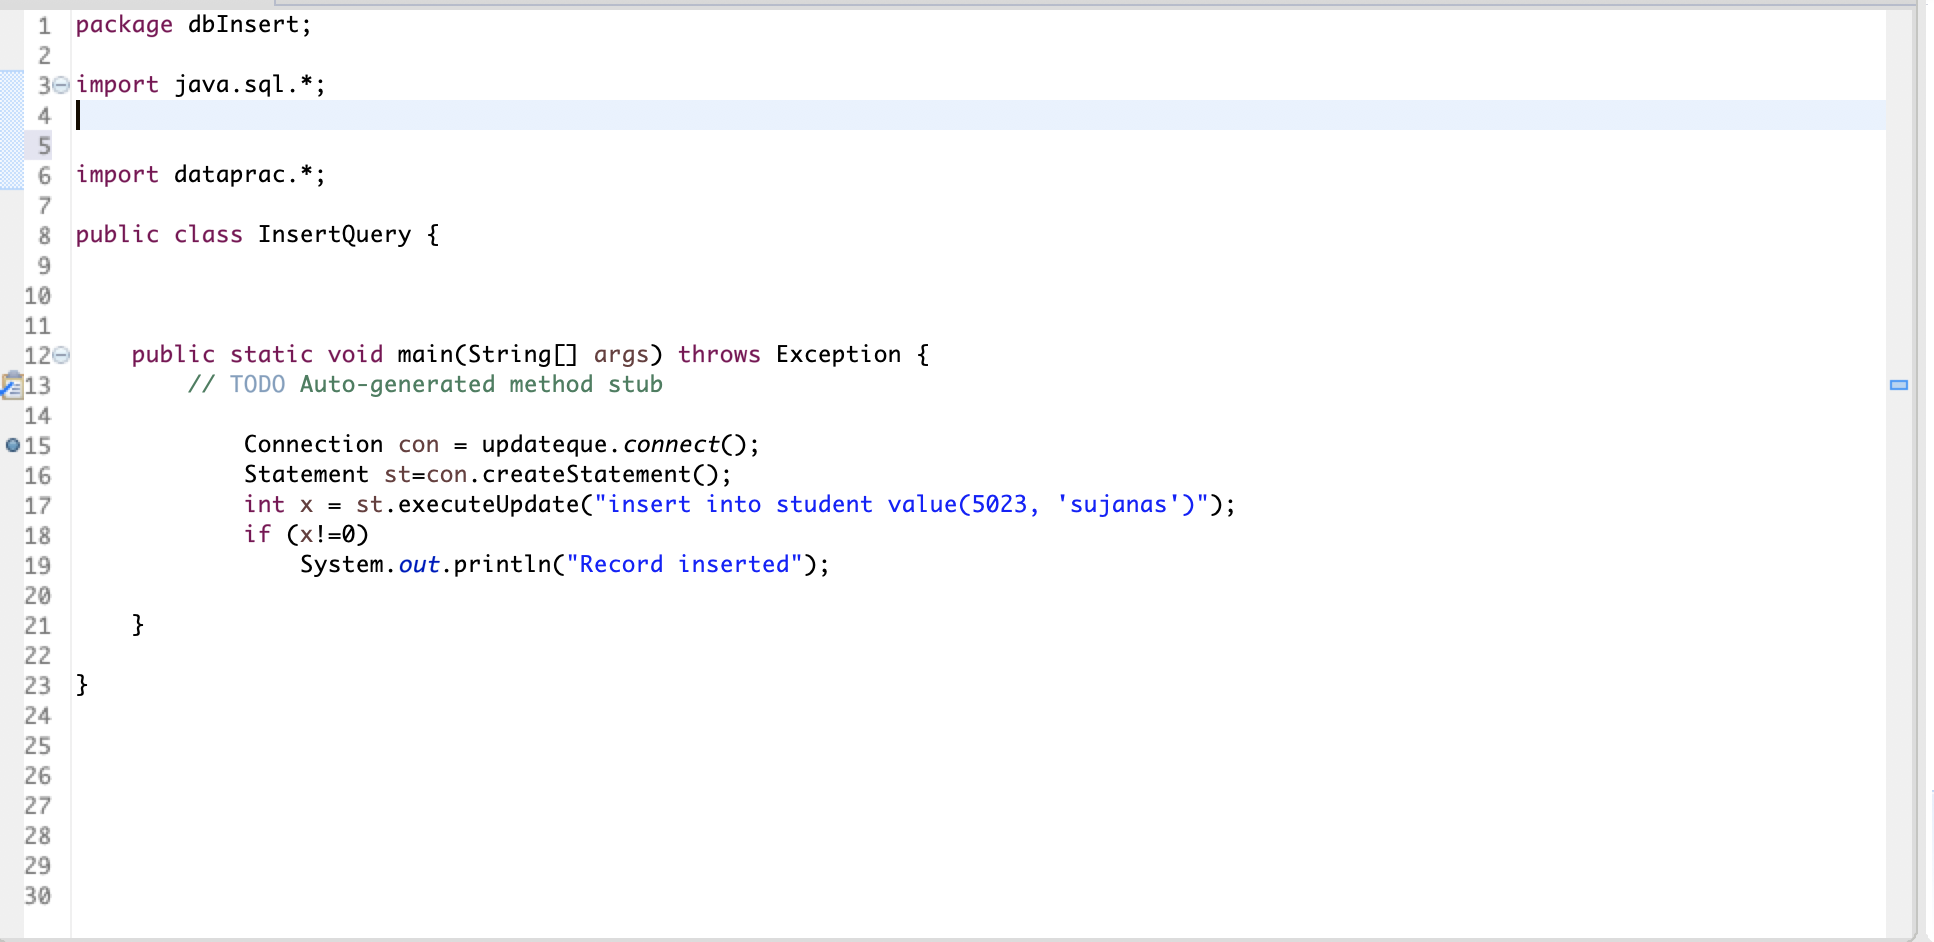 1 package dbInsert;
2
3 import java.sql.*;
4
5
6 import dataprac.*;
7
8 public class InsertQuery {
9
10
11
12 public static void main(String[] args) throws Exception {
13 // TODO Auto-generated method stub
14
15 Connection con = updateque.connect();
16 Statement st=con.createStatement();
17 int x = st.executeUpdate("insert into student value(5023, 'sujanas')");
18 if (x!=0)
19 System.out.println("Record inserted");
20
21 }
22
23 }
24
25
26
27
28
29
30